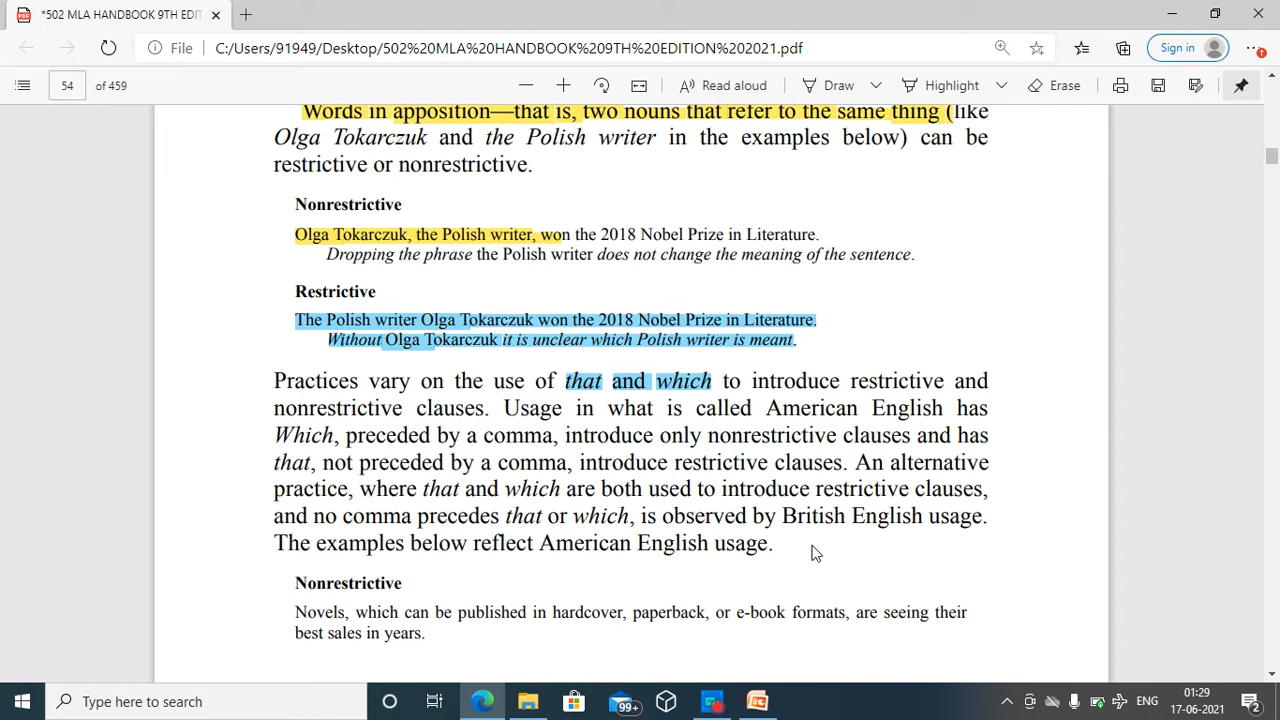 *502 MLA HANDBOOK 9TH EDIT
File C:/Users/91949/Desktop/502%20MLA%20HANDBOOK%209TH%20EDITION%202021.pdf
Sign in
54 of 459 Read aloud Draw Highlight Erase
Words in apposition—that is, two nouns that refer to the same thing (like
Olga Tokarczuk and the Polish writer in the examples below) can be
restrictive or nonrestrictive.
Nonrestrictive
Olga Tokarczuk, the Polish writer, won the 2018 Nobel Prize in Literature.
Dropping the phrase the Polish writer does not change the meaning of the sentence.
Restrictive
The Polish writer Olga Tokarczuk won the 2018 Nobel Prize in Literature.
Without Olga Tokarczuk it is unclear which Polish writer is meant.
Practices vary on the use of that and which to introduce restrictive and
nonrestrictive clauses. Usage in what is called American English has
Which, preceded by a comma, introduce only nonrestrictive clauses and has
that, not preceded by a comma, introduce restrictive clauses. An alternative
practice, where that and which are both used to introduce restrictive clauses,
and no comma precedes that or which, is observed by British English usage.
The examples below reflect American English usage.
Nonrestrictive
Novels, which can be published in hardcover, paperback, or e-book formats, are seeing their
best sales in years.
Type here to search
99+
ENG
01:29
17-06-2021
2